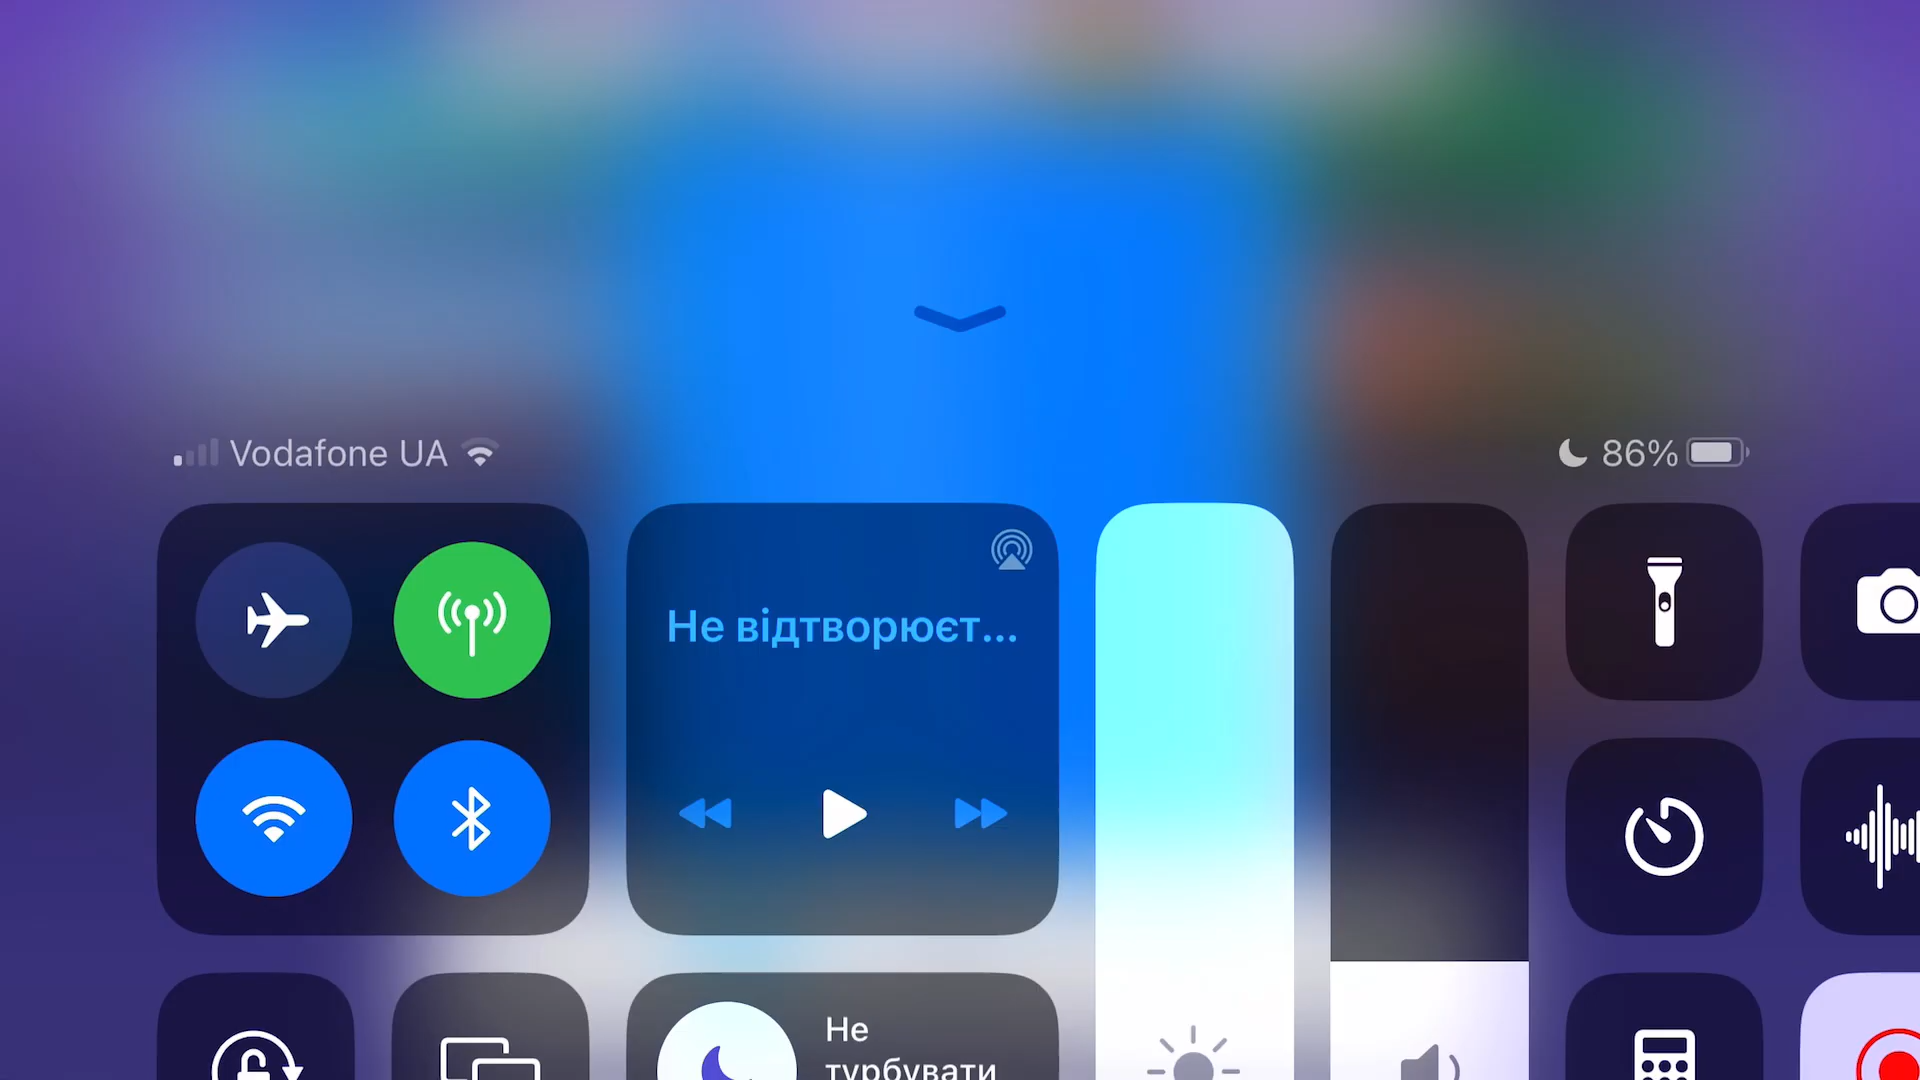 Vodafone UA
86%
Не відтворюєт...
Не
турбувати